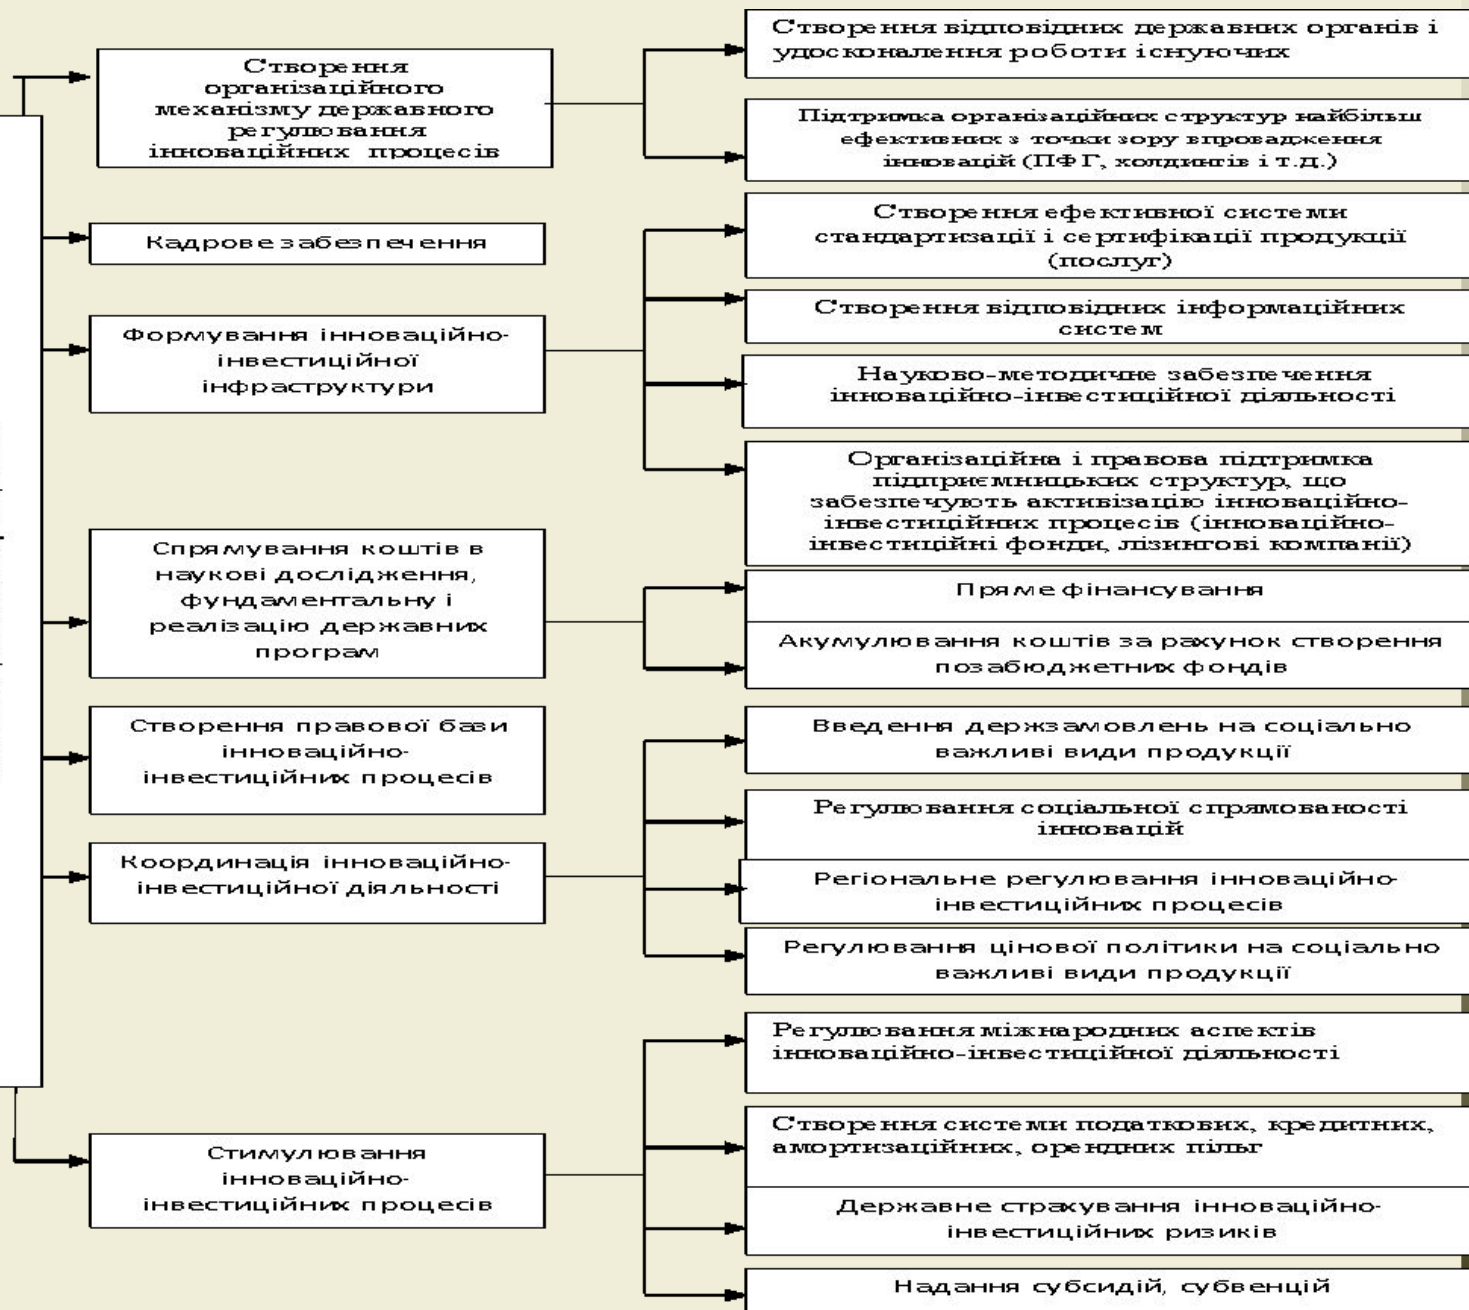 Створення
організаційного
механізму державного
регулювання
інноваційних процесів
Кадрове забезпечення
Формування інноваційно-
інвестиційної
інфраструктури
Спрямування коштів в
наукові дослідження,
фундаментальну і
реалізацію державних
програм
Створення правової бази
інноваційно-
інвестиційних процесів
Координація інноваційно-
інвестиційної діяльності
Стимулювання
інноваційно-
інвестиційних процесів
Створення відповідних державних органів і
удосконалення роботи існуючих
Підтримка організаційних структур найбільш
ефективних з точки зору впровадження
інновацій (ПФГ, холдингів і т.д.)
Створення ефективної системи
стандартизації і сертифікації продукції
(послуг)
Створення відповідних інформаційних
систем
Науково-методичне забезпечення
інноваційно-інвестиційної діяльності
Організаційна і правова підтримка
підприємницьких структур, що
забезпечують активізацію інноваційно-
інвестиційних процесів (інноваційно-
інвестиційні фонди, лізингові компанії)
Пряме фінансування
Акумулювання коштів за рахунок створення
позабюджетних фондів
Введення держзамовлень на соціально
важливі види продукції
Регулювання соціальної спрямованості
інновацій
Регіональне регулювання інноваційно-
інвестиційних процесів
Регулювання цінової політики на соціально
важливі види продукції
Регулювання міжнародних аспектів
інноваційно-інвестиційної діяльності
Створення системи податкових, кредитних,
амортизаційних, орендних пільг
Державне страхування інноваційно-
інвестиційних ризиків
Надання субсидій, субвенцій